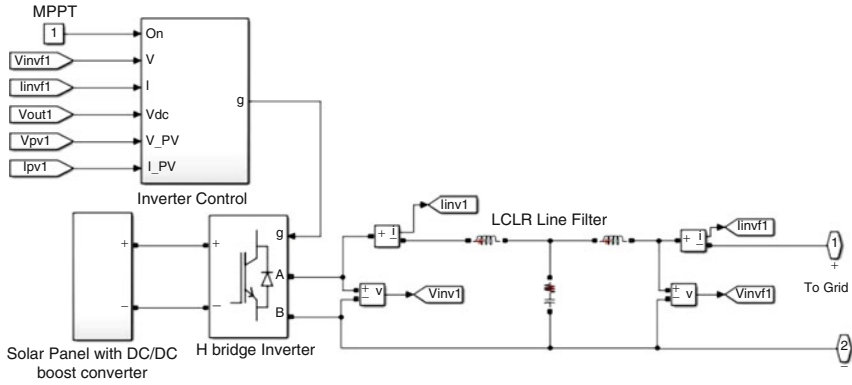 MPPT
1
On
Vinvf1
V
Iinvf1
I
Vout1
Vdc
g
Vpv1
V_PV
Ipv1
I_PV
Inverter Control
+
+
−
−
g
A
B
Solar Panel with DC/DC
boost converter
H bridge Inverter
+
i
−
Iinv1
+
−
v
Vinv1
LCLR Line Filter
+
i
−
Iinvf1
+
−
v
Vinvf1
1
+
To Grid
2
−